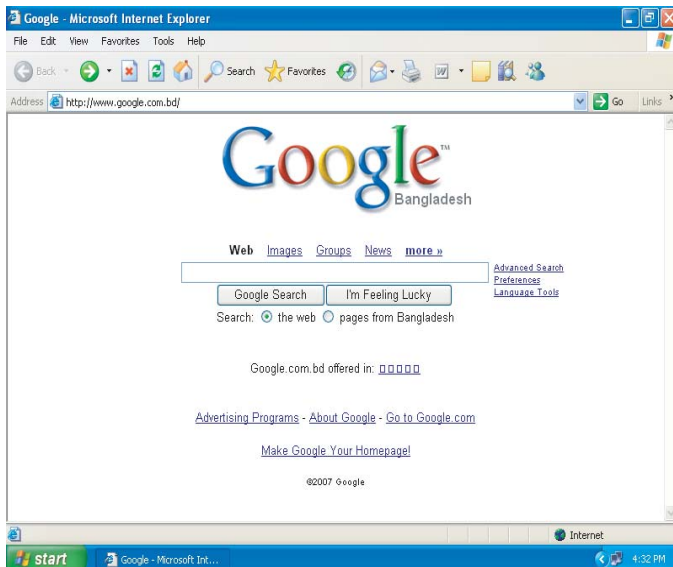 Google - Microsoft Internet Explorer
File Edit View Favorites Tools Help
Back Search Favorites
Address http://www.google.com.bd/ Go Links
Google™
Bangladesh
Web Images Groups News more »
Advanced Search
Preferences
Language Tools
Google Search I'm Feeling Lucky
Search: the web pages from Bangladesh
Google.com.bd offered in: □□□□□
Advertising Programs - About Google - Go to Google.com
Make Google Your Homepage!
©2007 Google
Internet
start Google - Microsoft Int... 4:32 PM